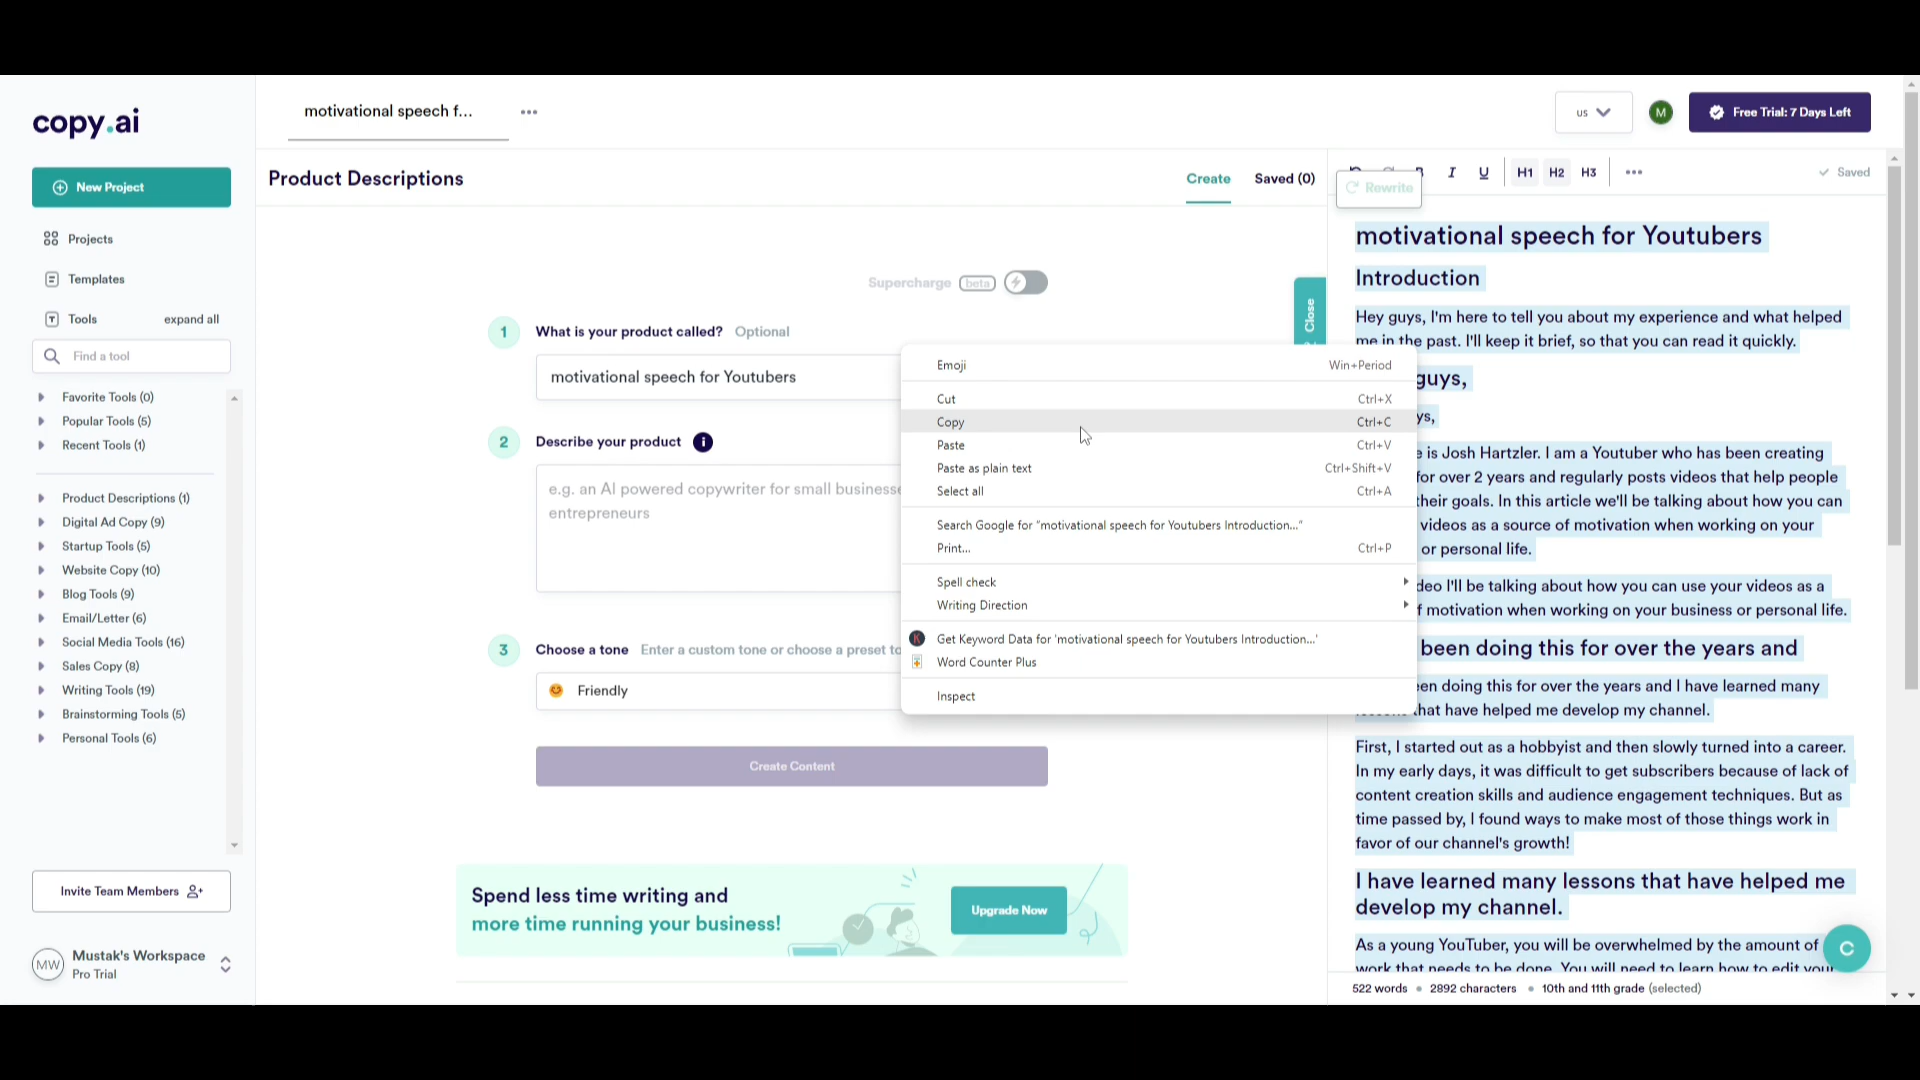 copy.ai
New Project
Projects
Templates
Tools expand all
Find a tool
Favorite Tools (0)
Popular Tools (5)
Recent Tools (1)
Product Descriptions (1)
Digital Ad Copy (9)
Startup Tools (5)
Website Copy (10)
Blog Tools (9)
Email/Letter (6)
Social Media Tools (16)
Sales Copy (8)
Writing Tools (19)
Brainstorming Tools (5)
Personal Tools (6)
Invite Team Members
MW
Mustak's Workspace
Pro Trial
motivational speech f... •••
us
M
Free Trial: 7 Days Left
Product Descriptions
Create Saved (0)
Supercharge beta
1 What is your product called? Optional
motivational speech for Youtubers
2 Describe your product i
e.g. an AI powered copywriter for small businesse
entrepreneurs
3 Choose a tone Enter a custom tone or choose a preset to
Friendly
Create Content
Spend less time writing and
more time running your business!
Upgrade Now
Close
Emoji Win+Period
Cut Ctrl+X
Copy Ctrl+C
Paste Ctrl+V
Paste as plain text Ctrl+Shift+V
Select all Ctrl+A
Search Google for "motivational speech for Youtubers Introduction..."
Print... Ctrl+P
Spell check
Writing Direction
K Get Keyword Data for 'motivational speech for Youtubers Introduction...'
Word Counter Plus
Inspect
I U H1 H2 H3 ••• Saved
Rewrite
motivational speech for Youtubers
Introduction
Hey guys, I'm here to tell you about my experience and what helped
me in the past. I'll keep it brief, so that you can read it quickly.
guys,
ys,
is Josh Hartzler. I am a Youtuber who has been creating
for over 2 years and regularly posts videos that help people
their goals. In this article we'll be talking about how you can
videos as a source of motivation when working on your
or personal life.
deo I'll be talking about how you can use your videos as a
f motivation when working on your business or personal life.
been doing this for over the years and
en doing this for over the years and I have learned many
that have helped me develop my channel.
First, I started out as a hobbyist and then slowly turned into a career.
In my early days, it was difficult to get subscribers because of lack of
content creation skills and audience engagement techniques. But as
time passed by, I found ways to make most of those things work in
favor of our channel's growth!
I have learned many lessons that have helped me
develop my channel.
As a young YouTuber, you will be overwhelmed by the amount of
work that needs to be done. You will need to learn how to edit your
C
522 words • 2892 characters • 10th and 11th grade (selected)